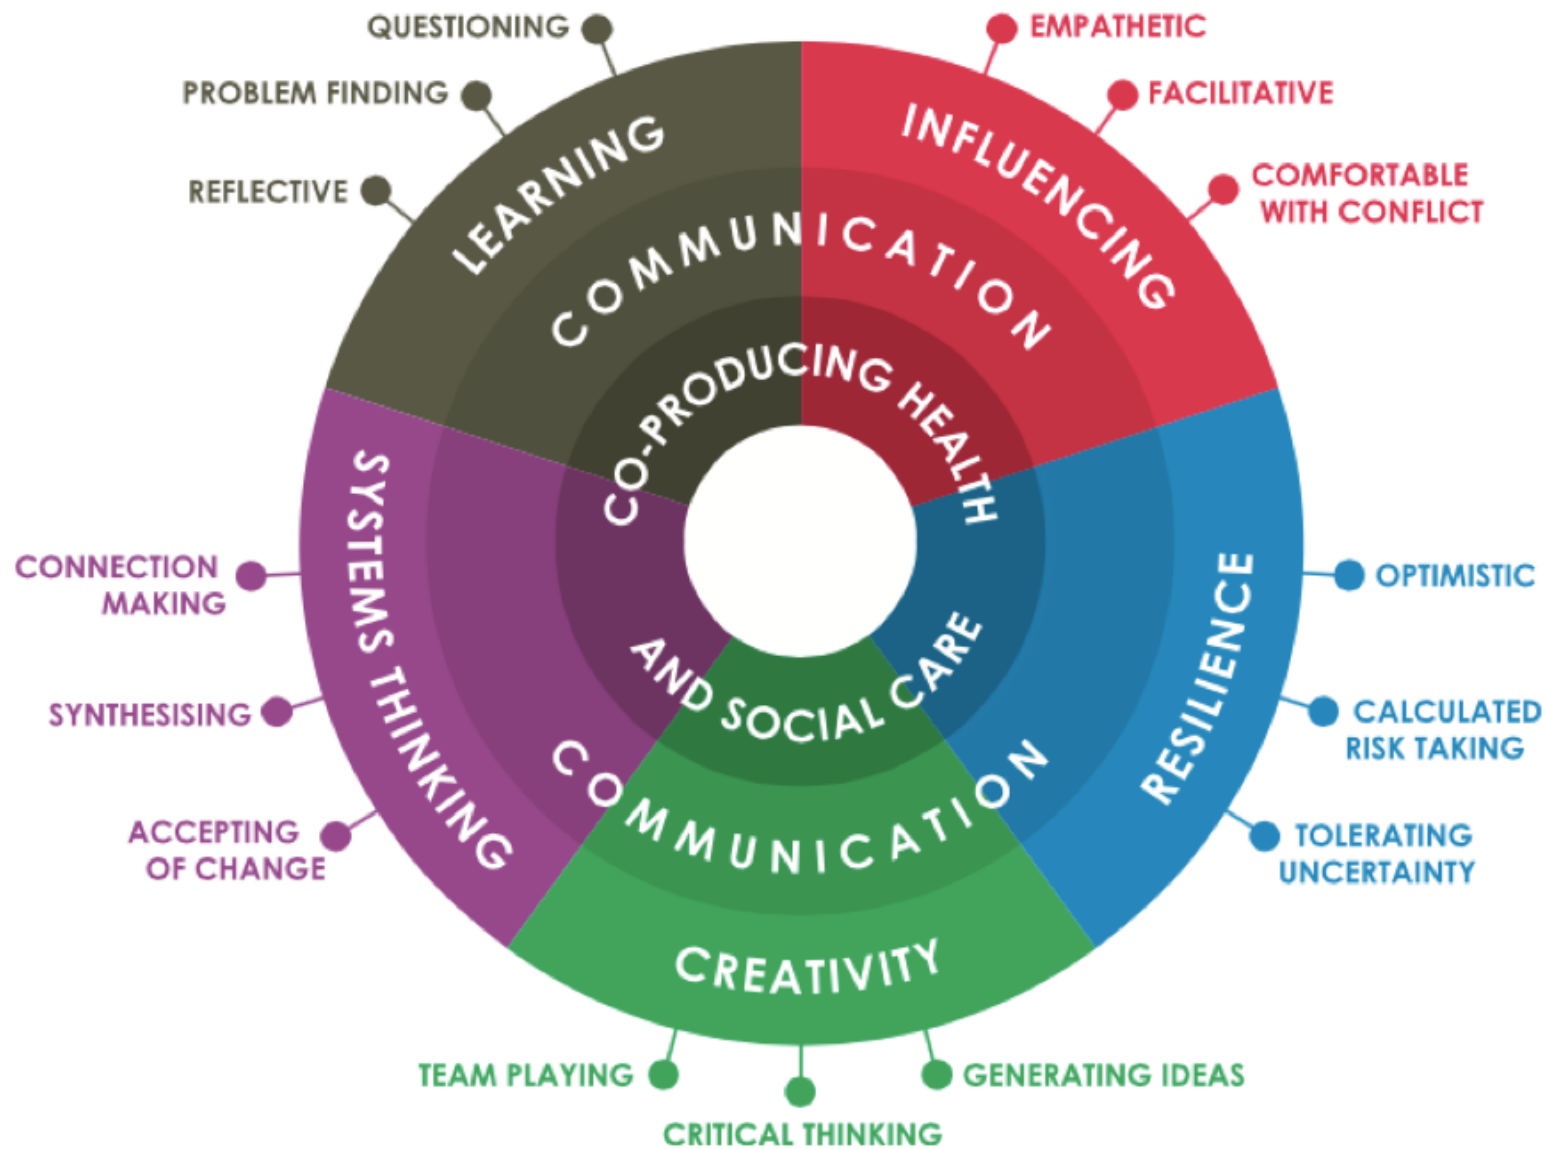 QUESTIONING
PROBLEM FINDING
REFLECTIVE
LEARNING
EMPATHETIC
FACILITATIVE
COMFORTABLE
WITH CONFLICT
INFLUENCING
COMMUNICATION
CO-PRODUCING HEALTH
AND SOCIAL CARE
COMMUNICATION
SYSTEMS THINKING
CONNECTION
MAKING
SYNTHESISING
ACCEPTING
OF CHANGE
RESILIENCE
OPTIMISTIC
CALCULATED
RISK TAKING
TOLERATING
UNCERTAINTY
CREATIVITY
TEAM PLAYING
CRITICAL THINKING
GENERATING IDEAS